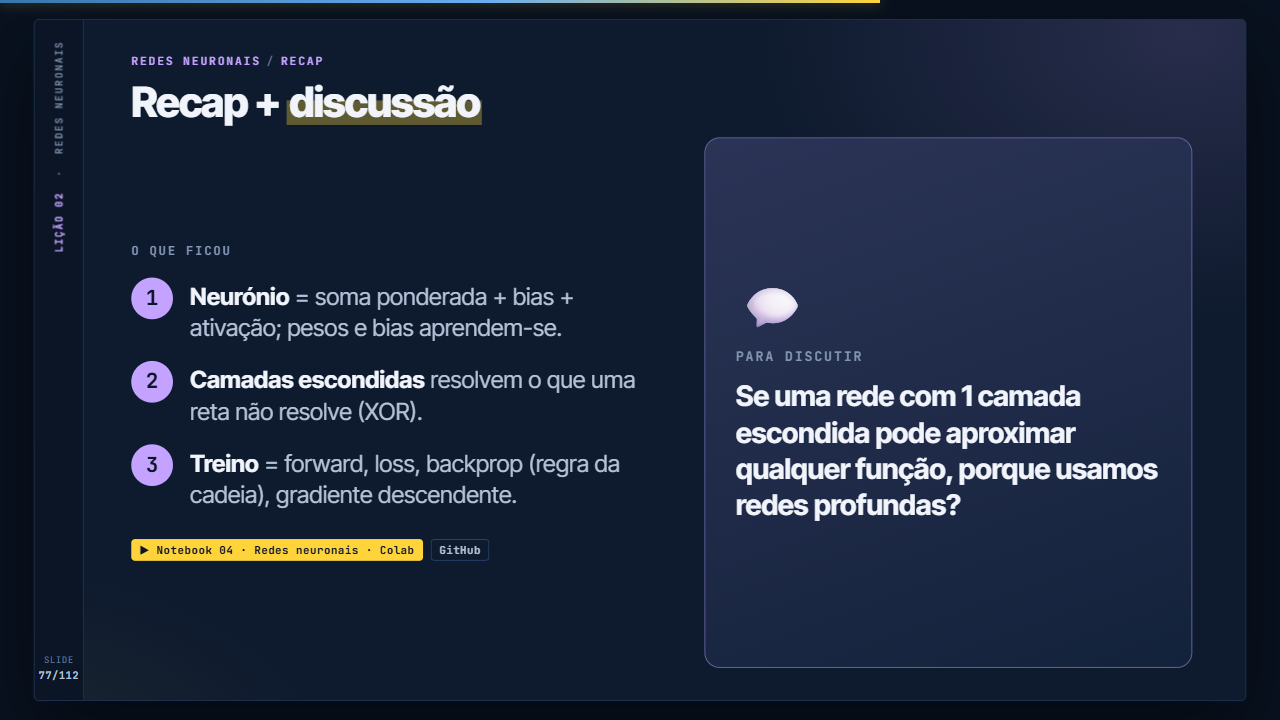 LIÇÃO 02 · REDES NEURONAIS
REDES NEURONAIS / RECAP
Recap + discussão
O QUE FICOU
1
Neurónio = soma ponderada + bias +
ativação; pesos e bias aprendem-se.
2
Camadas escondidas resolvem o que uma
reta não resolve (XOR).
3
Treino = forward, loss, backprop (regra da
cadeia), gradiente descendente.
▶ Notebook 04 · Redes neuronais · Colab
GitHub
PARA DISCUTIR
Se uma rede com 1 camada
escondida pode aproximar
qualquer função, porque usamos
redes profundas?
SLIDE
77/112